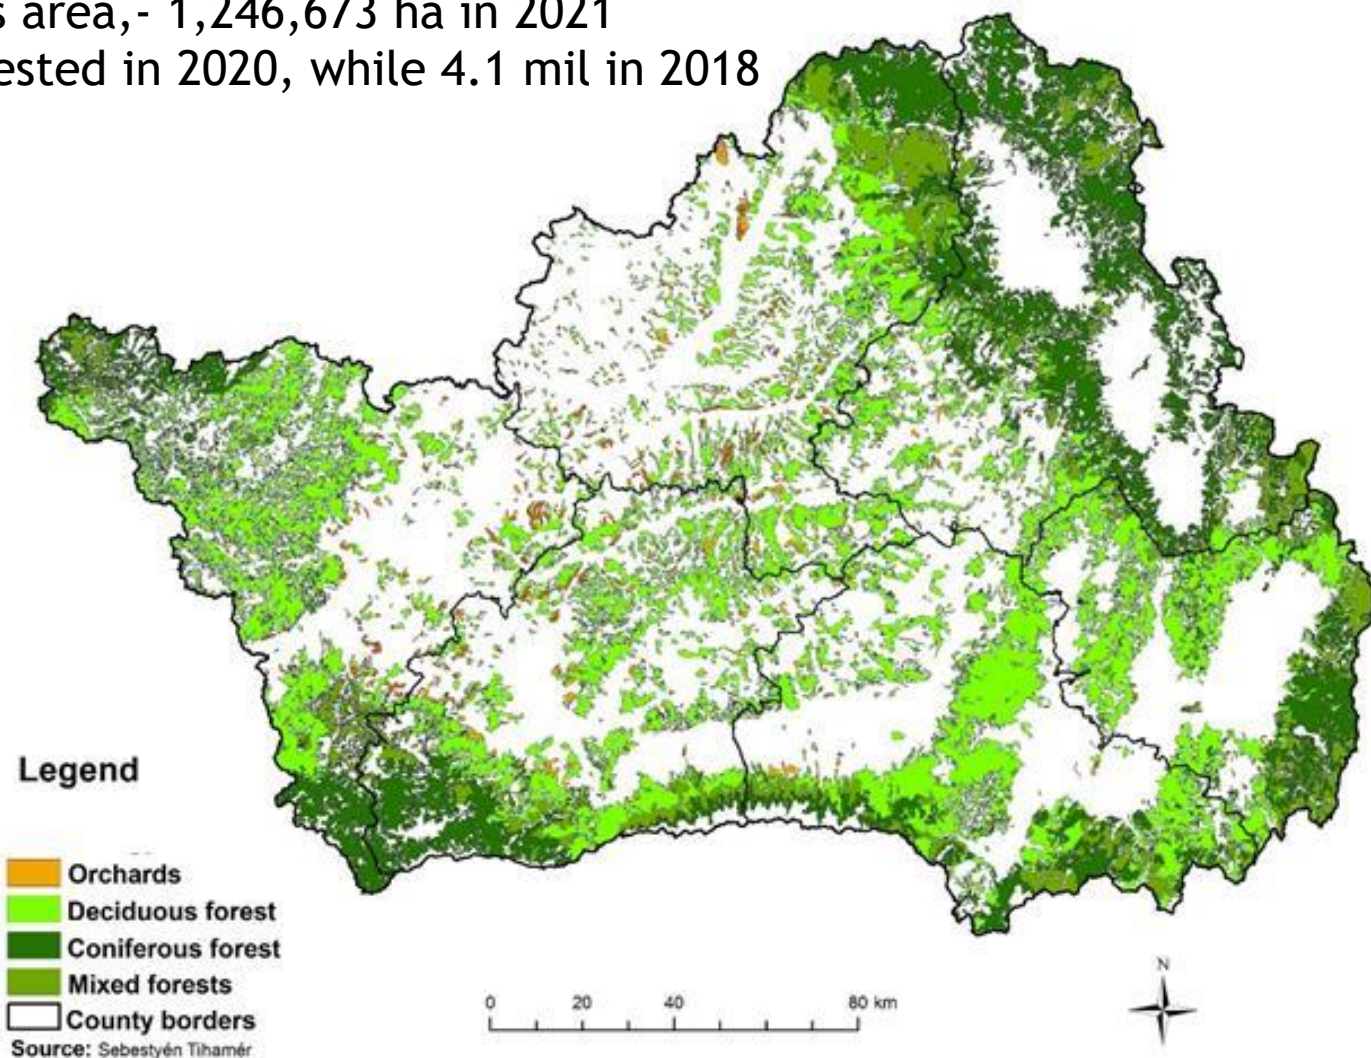 s area,- 1,246,673 ha in 2021
ested in 2020, while 4.1 mil in 2018
Legend
Orchards
Deciduous forest
Coniferous forest
Mixed forests
County borders
Source: Sebestyén Tihamér
0 20 40 80 km
N